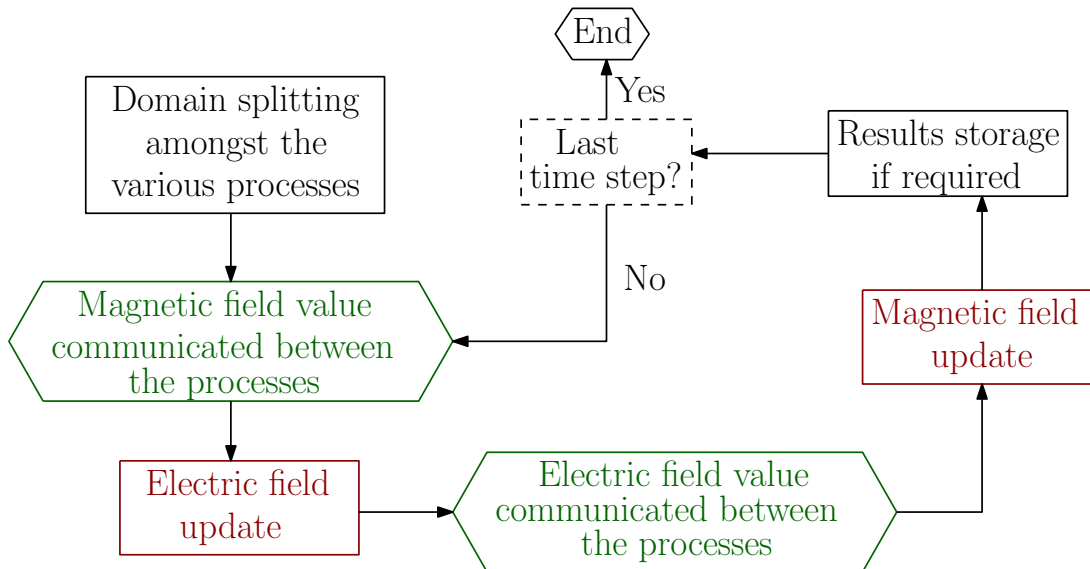 End
Yes
Domain splitting
amongst the
various processes
Last
time step?
Results storage
if required
No
Magnetic field value
communicated between
the processes
Magnetic field
update
Electric field
update
Electric field value
communicated between
the processes